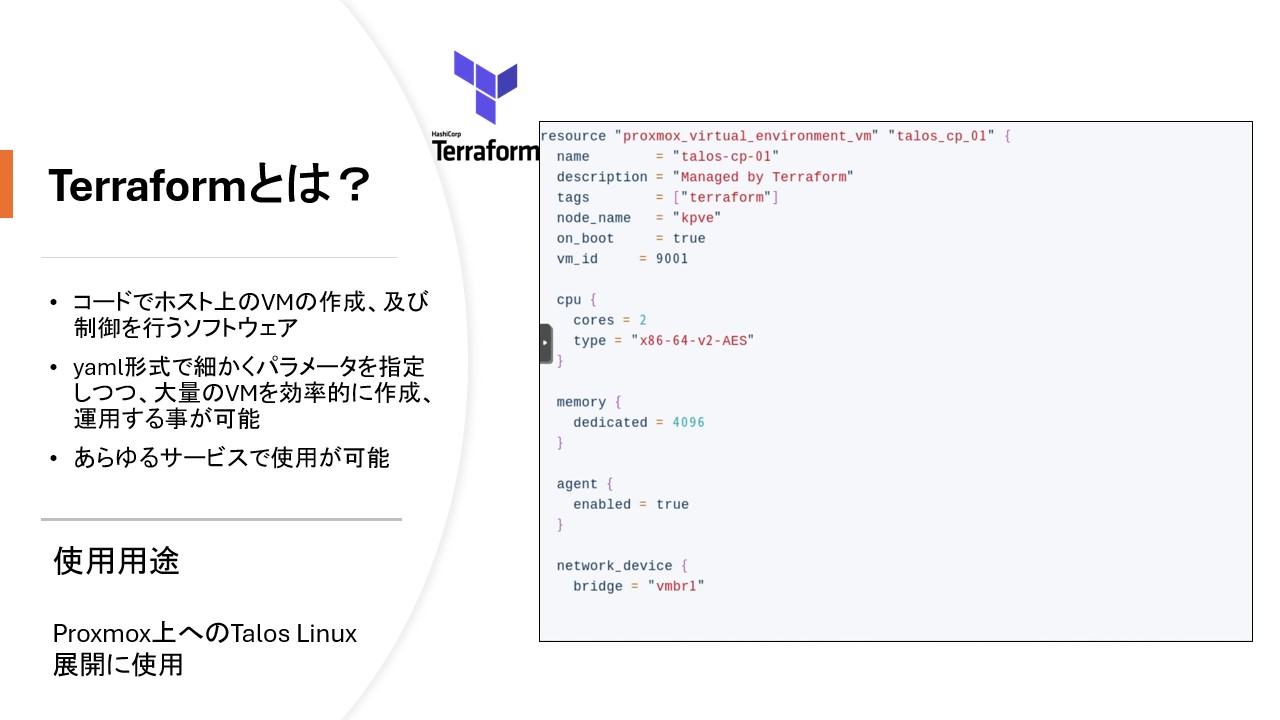 Terraformとは？
コードでホスト上のVMの作成、及び
制御を行うソフトウェア
yaml形式で細かくパラメータを指定
しつつ、大量のVMを効率的に作成、
運用する事が可能
あらゆるサービスで使用が可能
使用用途
Proxmox上へのTalos Linux
展開に使用
HashiCorp
Terraform
resource "proxmox_virtual_environment_vm" "talos_cp_01" {
  name        = "talos-cp-01"
  description = "Managed by Terraform"
  tags        = ["terraform"]
  node_name   = "kpve"
  on_boot     = true
  vm_id     = 9001
  cpu {
    cores = 2
    type = "x86-64-v2-AES"
  }
  memory {
    dedicated = 4096
  }
  agent {
    enabled = true
  }
  network_device {
    bridge = "vmbr1"